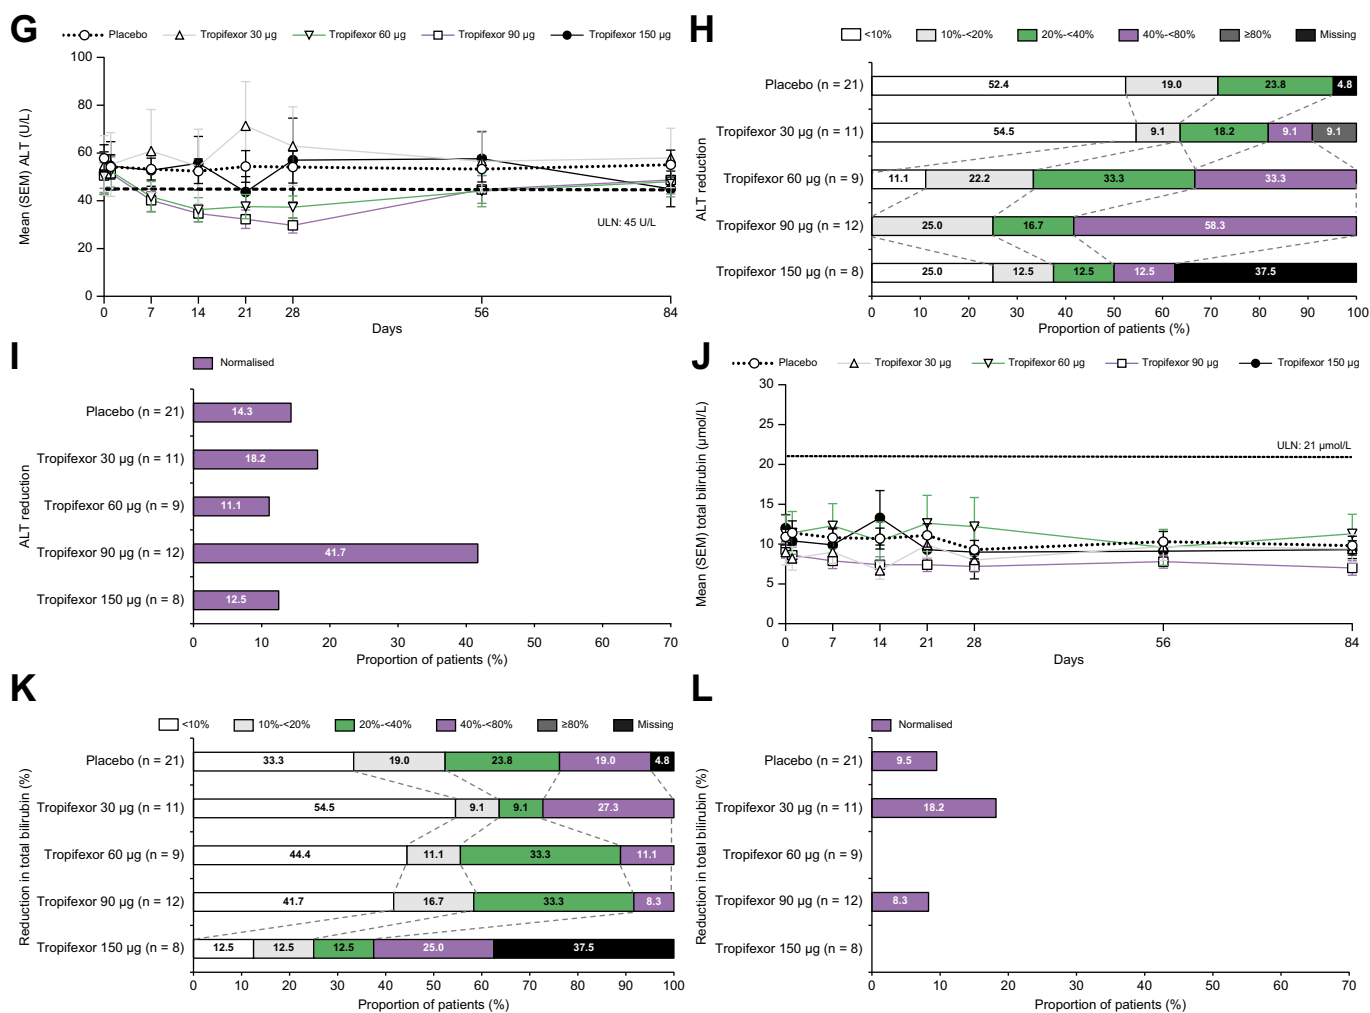 G
Placebo Tropifexor 30 µg Tropifexor 60 µg Tropifexor 90 µg Tropifexor 150 µg
Mean (SEM) ALT (U/L)
100
80
60
40
20
0
ULN: 45 U/L
0 7 14 21 28 56 84
Days
H
<10% 10%-<20% 20%-<40% 40%-<80% ≥80% Missing
ALT reduction
Placebo (n = 21) 52.4 19.0 23.8 4.8
Tropifexor 30 µg (n = 11) 54.5 9.1 18.2 9.1 9.1
Tropifexor 60 µg (n = 9) 11.1 22.2 33.3 33.3
Tropifexor 90 µg (n = 12) 25.0 16.7 58.3
Tropifexor 150 µg (n = 8) 25.0 12.5 12.5 12.5 37.5
0 10 20 30 40 50 60 70 80 90 100
Proportion of patients (%)
I
Normalised
ALT reduction
Placebo (n = 21) 14.3
Tropifexor 30 µg (n = 11) 18.2
Tropifexor 60 µg (n = 9) 11.1
Tropifexor 90 µg (n = 12) 41.7
Tropifexor 150 µg (n = 8) 12.5
0 10 20 30 40 50 60 70
Proportion of patients (%)
J
Placebo Tropifexor 30 µg Tropifexor 60 µg Tropifexor 90 µg Tropifexor 150 µg
Mean (SEM) total bilirubin (µmol/L)
30
25
20
15
10
5
0
ULN: 21 µmol/L
0 7 14 21 28 56 84
Days
K
<10% 10%-<20% 20%-<40% 40%-<80% ≥80% Missing
Reduction in total bilirubin (%)
Placebo (n = 21) 33.3 19.0 23.8 19.0 4.8
Tropifexor 30 µg (n = 11) 54.5 9.1 9.1 27.3
Tropifexor 60 µg (n = 9) 44.4 11.1 33.3 11.1
Tropifexor 90 µg (n = 12) 41.7 16.7 33.3 8.3
Tropifexor 150 µg (n = 8) 12.5 12.5 12.5 25.0 37.5
0 10 20 30 40 50 60 70 80 90 100
Proportion of patients (%)
L
Normalised
Reduction in total bilirubin (%)
Placebo (n = 21) 9.5
Tropifexor 30 µg (n = 11) 18.2
Tropifexor 60 µg (n = 9)
Tropifexor 90 µg (n = 12) 8.3
Tropifexor 150 µg (n = 8)
0 10 20 30 40 50 60 70
Proportion of patients (%)